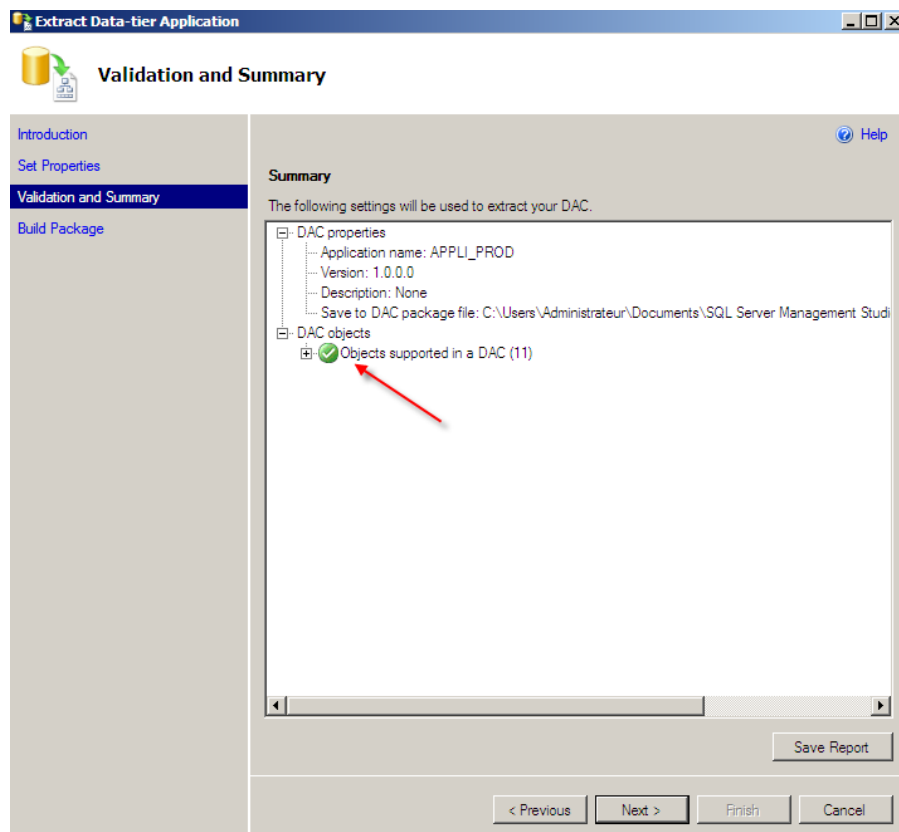 Extract Data-tier Application
Validation and Summary
Introduction
Set Properties
Validation and Summary
Build Package
Help
Summary
The following settings will be used to extract your DAC.
DAC properties
Application name: APPLI_PROD
Version: 1.0.0.0
Description: None
Save to DAC package file: C:\Users\Administrateur\Documents\SQL Server Management Studi
DAC objects
Objects supported in a DAC (11)
Save Report
< Previous
Next >
Finish
Cancel